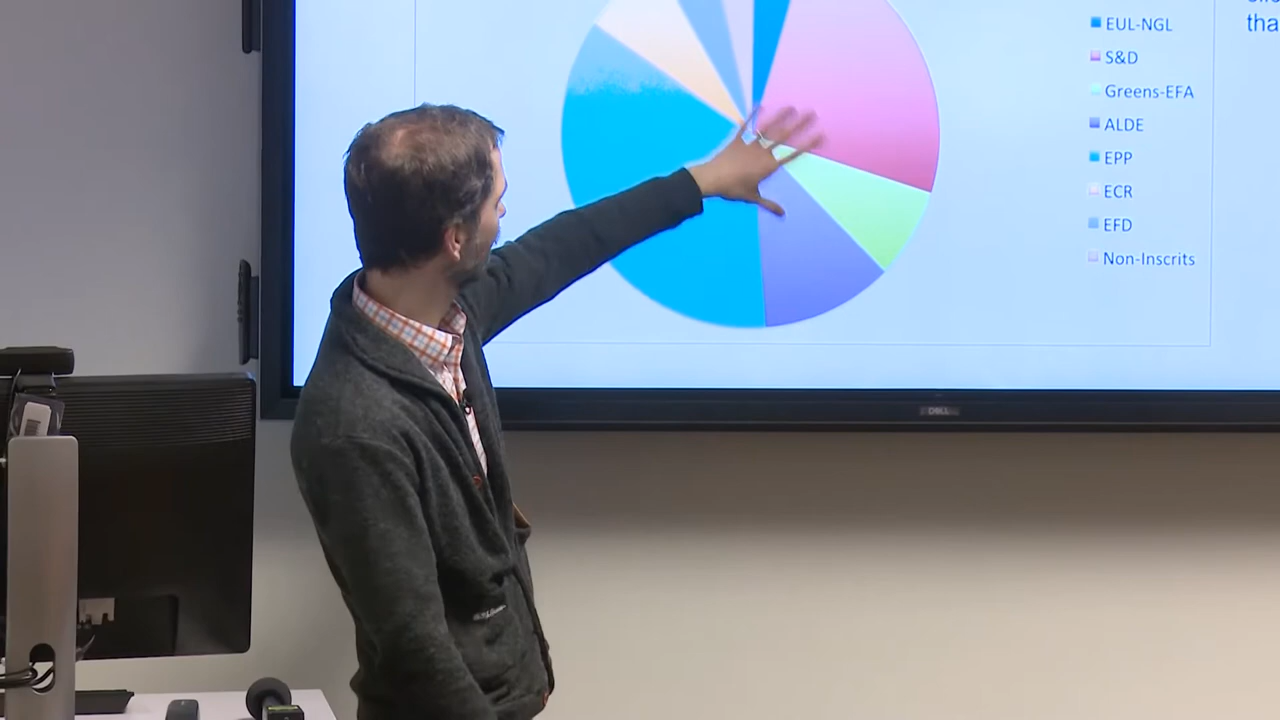 EUL-NGL
tha
S&D
Greens-EFA
ALDE
EPP
ECR
EFD
Non-Inscrits
DELL